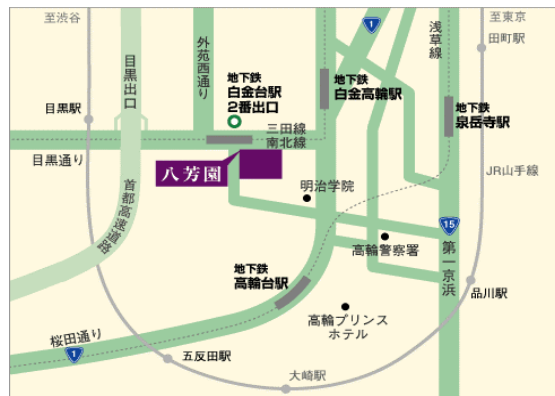 至渋谷
至東京
田町駅
外苑西通り
浅草線
1
目黒出口
地下鉄
白金台駅
2番出口
地下鉄
白金高輪駅
地下鉄
泉岳寺駅
目黒駅
三田線
南北線
目黒通り
八芳園
JR山手線
明治学院
首都高速道路
15
高輪警察署
第一京浜
地下鉄
高輪台駅
品川駅
高輪プリンス
ホテル
桜田通り
1
五反田駅
大崎駅